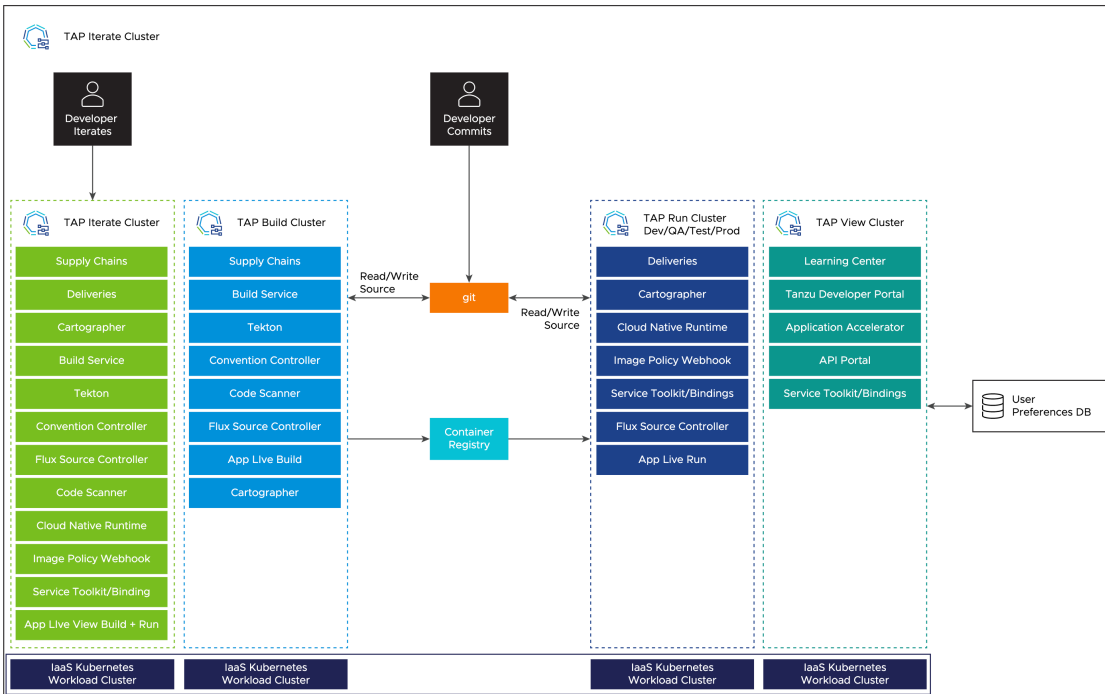 TAP Iterate Cluster
Developer
Iterates
Developer
Commits
TAP Iterate Cluster
Supply Chains
Deliveries
Cartographer
Build Service
Tekton
Convention Controller
Flux Source Controller
Code Scanner
Cloud Native Runtime
Image Policy Webhook
Service Toolkit/Binding
App LIve View Build + Run
TAP Build Cluster
Supply Chains
Build Service
Tekton
Convention Controller
Code Scanner
Flux Source Controller
App LIve Build
Cartographer
Read/Write
Source
git
Read/Write
Source
Container
Registry
TAP Run Cluster
Dev/QA/Test/Prod
Deliveries
Cartographer
Cloud Native Runtime
Image Policy Webhook
Service Toolkit/Bindings
Flux Source Controller
App Live Run
TAP View Cluster
Learning Center
Tanzu Developer Portal
Application Accelerator
API Portal
Service Toolkit/Bindings
User
Preferences DB
IaaS Kubernetes
Workload Cluster
IaaS Kubernetes
Workload Cluster
IaaS Kubernetes
Workload Cluster
IaaS Kubernetes
Workload Cluster